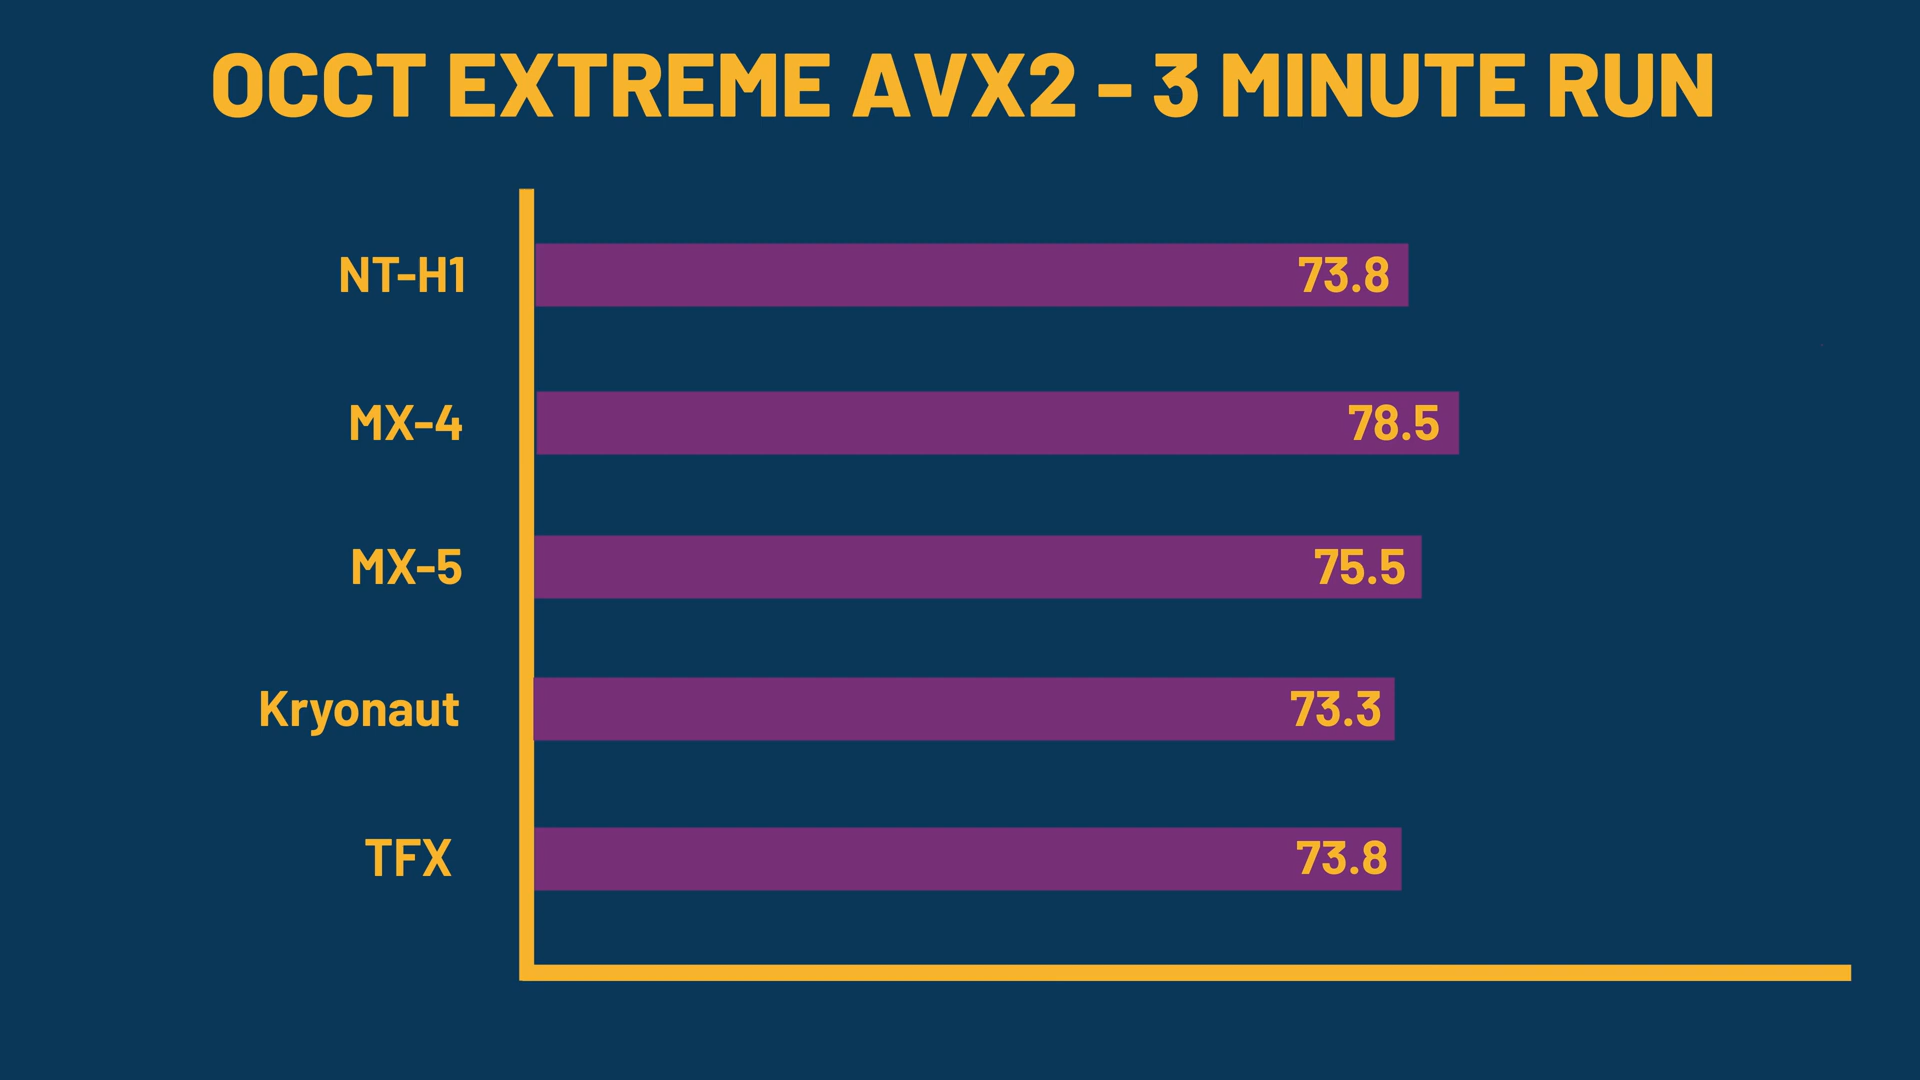 OCCT EXTREME AVX2 - 3 MINUTE RUN
NT-H1 73.8
MX-4 78.5
MX-5 75.5
Kryonaut 73.3
TFX 73.8